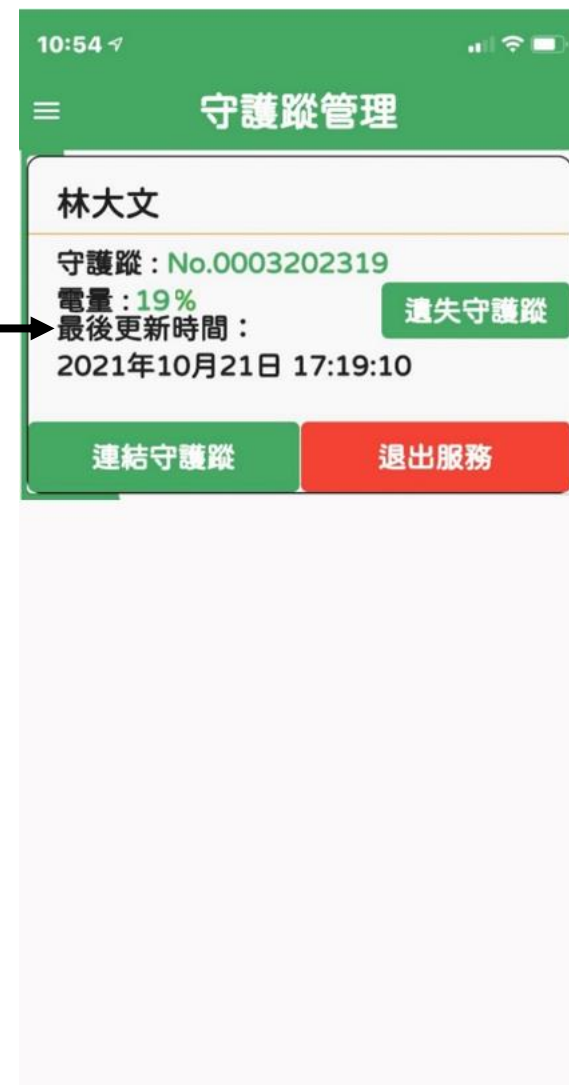 10:54
守護蹤管理
林大文
守護蹤：No.0003202319
電量：19%
遺失守護蹤
最後更新時間：
2021年10月21日 17:19:10
連結守護蹤
退出服務